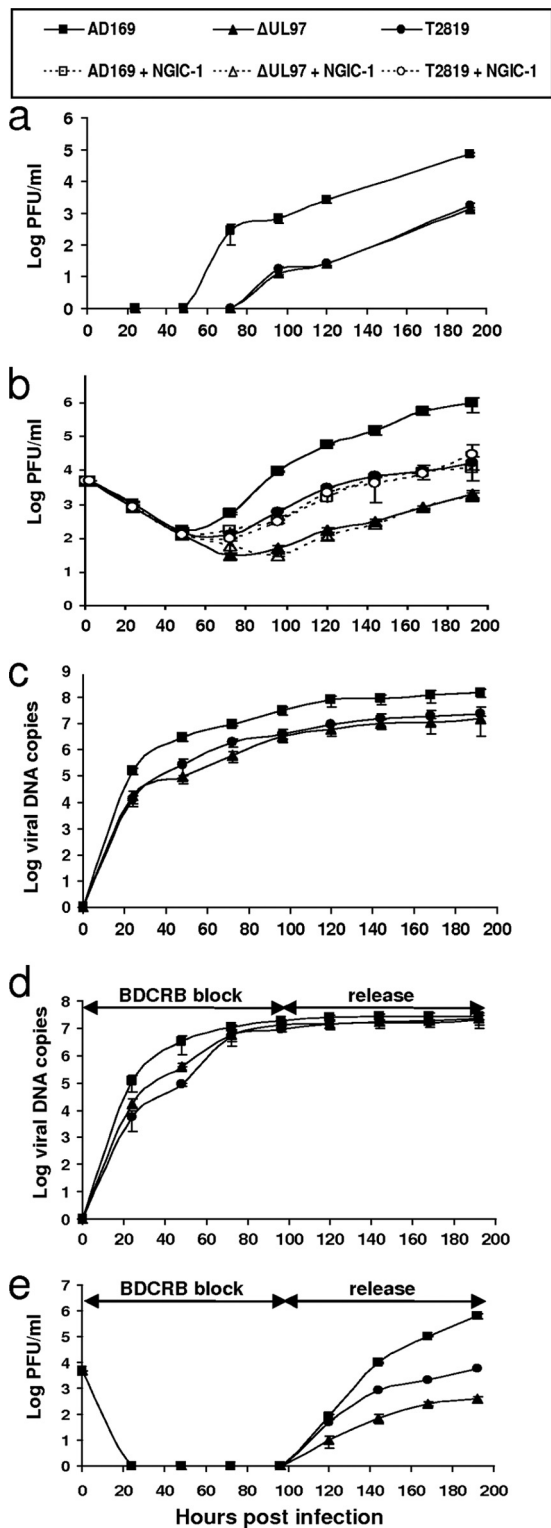 AD169 ΔUL97 T2819
AD169 + NGIC-1 ΔUL97 + NGIC-1 T2819 + NGIC-1
a
Log PFU/ml
6
5
4
3
2
1
0
0 20 40 60 80 100 120 140 160 180 200
b
Log PFU/ml
6
5
4
3
2
1
0
0 20 40 60 80 100 120 140 160 180 200
c
Log viral DNA copies
9
8
7
6
5
4
3
2
1
0
0 20 40 60 80 100 120 140 160 180 200
d
BDCRB block release
Log viral DNA copies
8
7
6
5
4
3
2
1
0
0 20 40 60 80 100 120 140 160 180 200
e
BDCRB block release
Log PFU/ml
7
6
5
4
3
2
1
0
0 20 40 60 80 100 120 140 160 180 200
Hours post infection